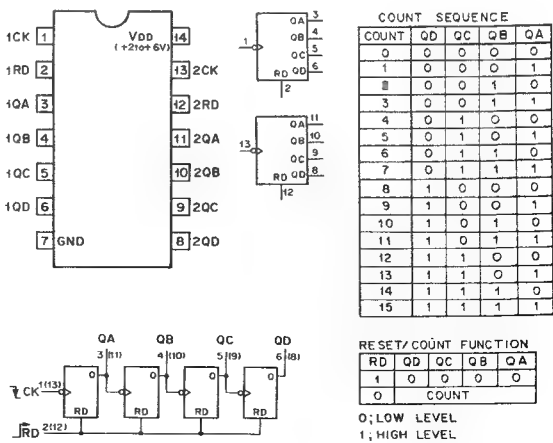 1CK 1
1RD 2
1QA 3
1QB 4
1QC 5
1QD 6
7 GND
VDD
(+2to+6V)
14
13 2CK
12 2RD
11 2QA
10 2QB
9 2QC
8 2QD
1
QA 3
QB 4
QC 5
RD QD 6
2
13
QA 11
QB 10
QC 9
RD QD 8
12
COUNT SEQUENCE
COUNT QD QC QB QA
0 0 0 0 0
1 0 0 0 1
0 0 1 0
3 0 0 1 1
4 0 1 0 0
5 0 1 0 1
6 0 1 1 0
7 0 1 1 1
8 1 0 0 0
9 1 0 0 1
10 1 0 1 0
11 1 0 1 1
12 1 1 0 0
13 1 1 0 1
14 1 1 1 0
15 1 1 1 1
QA QB QC QD
3 (11) 4 (10) 5 (9) 6 (8)
CK 1(13)
Q Q Q Q
RD RD RD RD
RD 2(12)
RESET/COUNT FUNCTION
RD QD QC QB QA
1 0 0 0 0
0 COUNT
0; LOW LEVEL
1; HIGH LEVEL